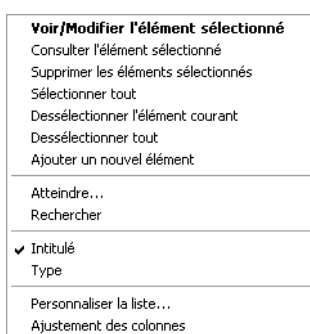 Voir/Modifier l'élément sélectionné
Consulter l'élément sélectionné
Supprimer les éléments sélectionnés
Sélectionner tout
Dessélectionner l'élément courant
Dessélectionner tout
Ajouter un nouvel élément
Atteindre...
Rechercher
Intitulé
Type
Personnaliser la liste...
Ajustement des colonnes